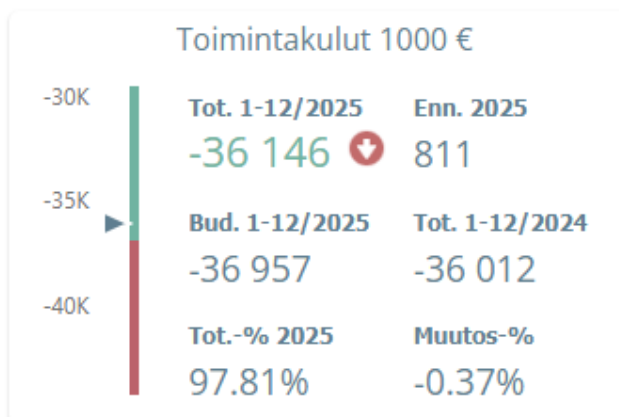 Toimintakulut 1000 €
-30K
-35K
-40K
Tot. 1-12/2025 Enn. 2025
-36 146 811
Bud. 1-12/2025 Tot. 1-12/2024
-36 957 -36 012
Tot.-% 2025 Muutos-%
97.81% -0.37%